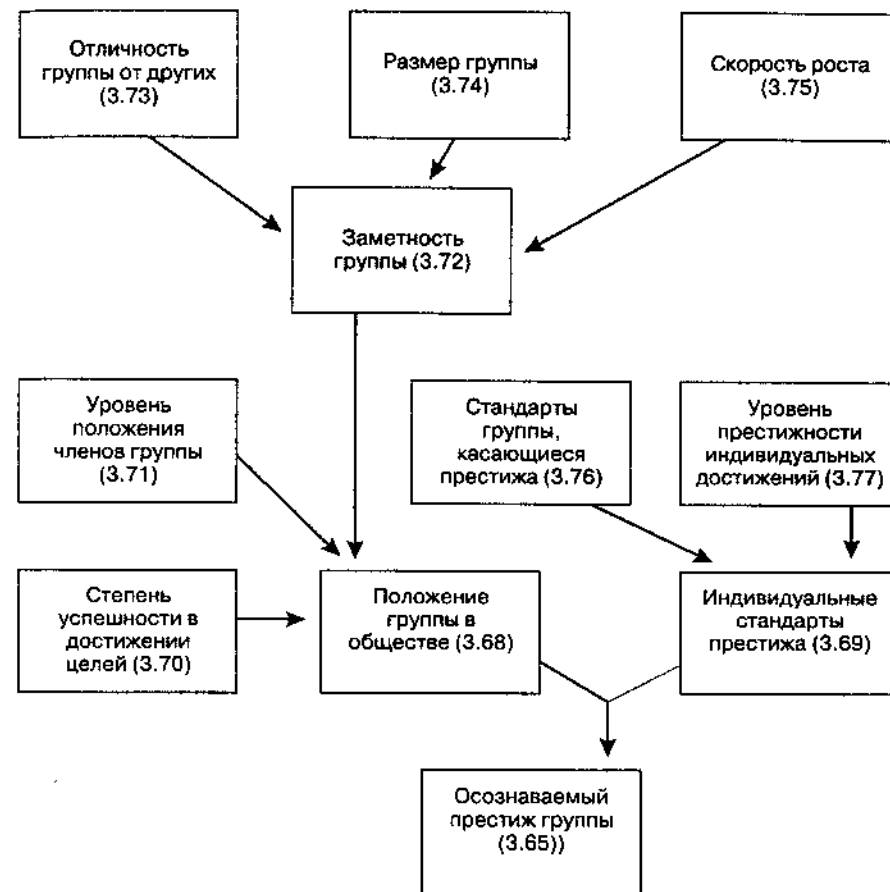 Отличность
группы от других
(3.73)
Размер группы
(3.74)
Скорость роста
(3.75)
Заметность
группы (3.72)
Уровень
положения
членов группы
(3.71)
Стандарты
группы,
касающиеся
престижа (3.76)
Уровень
престижности
индивидуальных
достижений (3.77)
Степень
успешности в
достижении
целей (3.70)
Положение
группы в
обществе (3.68)
Индивидуальные
стандарты
престижа (3.69)
Осознаваемый
престиж группы
(3.65))